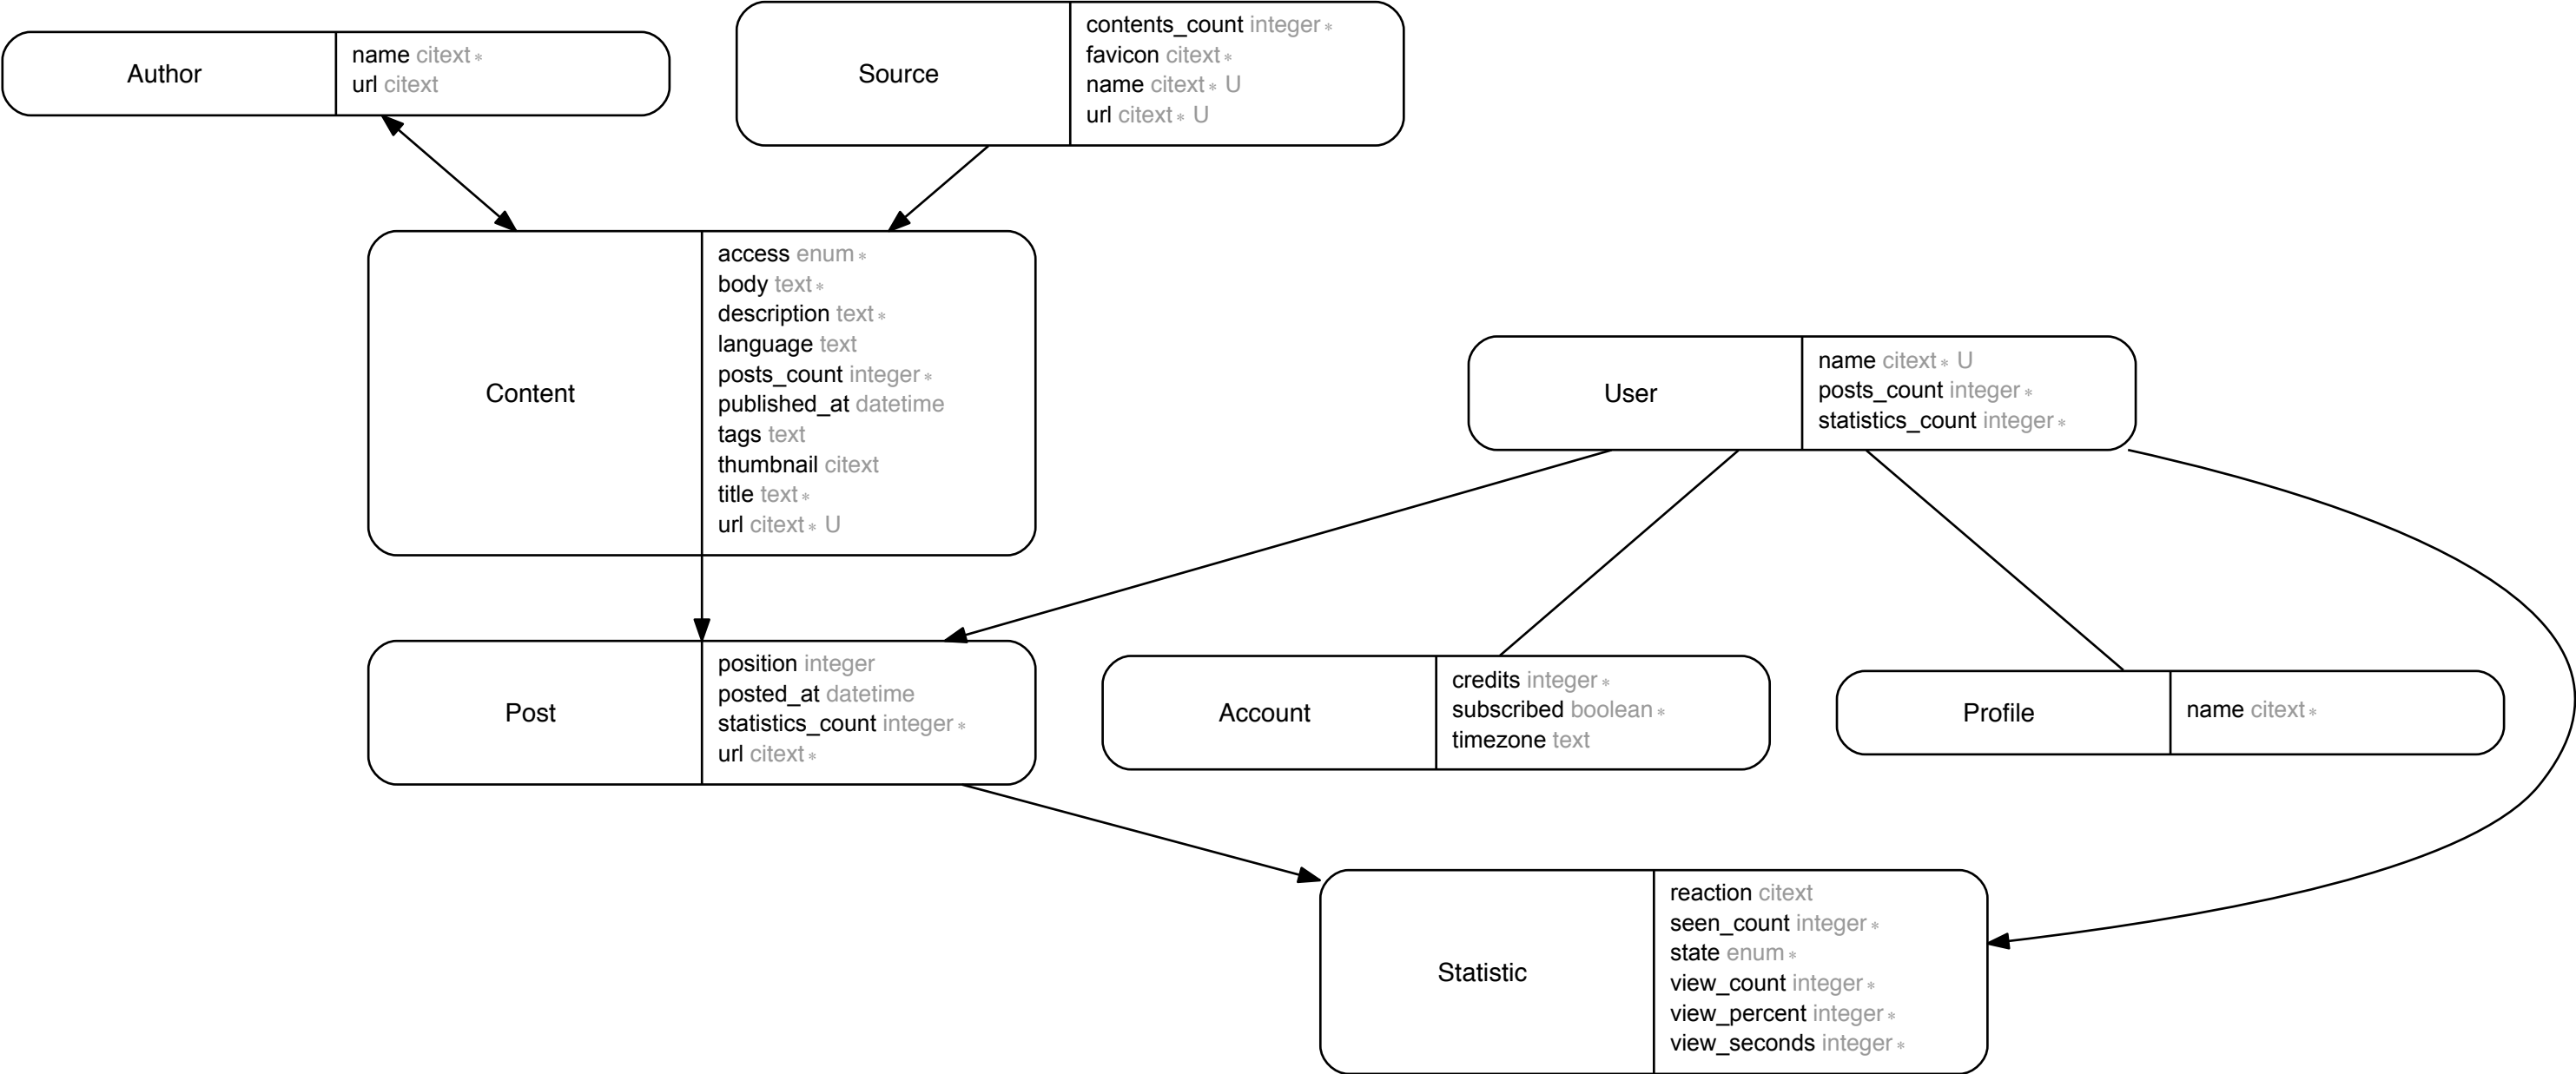 Author
name citext *
url citext
Source
contents_count integer *
favicon citext *
name citext * U
url citext * U
Content
access enum *
body text *
description text *
language text
posts_count integer *
published_at datetime
tags text
thumbnail citext
title text *
url citext * U
User
name citext * U
posts_count integer *
statistics_count integer *
Post
position integer
posted_at datetime
statistics_count integer *
url citext *
Account
credits integer *
subscribed boolean *
timezone text
Profile
name citext *
Statistic
reaction citext
seen_count integer *
state enum *
view_count integer *
view_percent integer *
view_seconds integer *